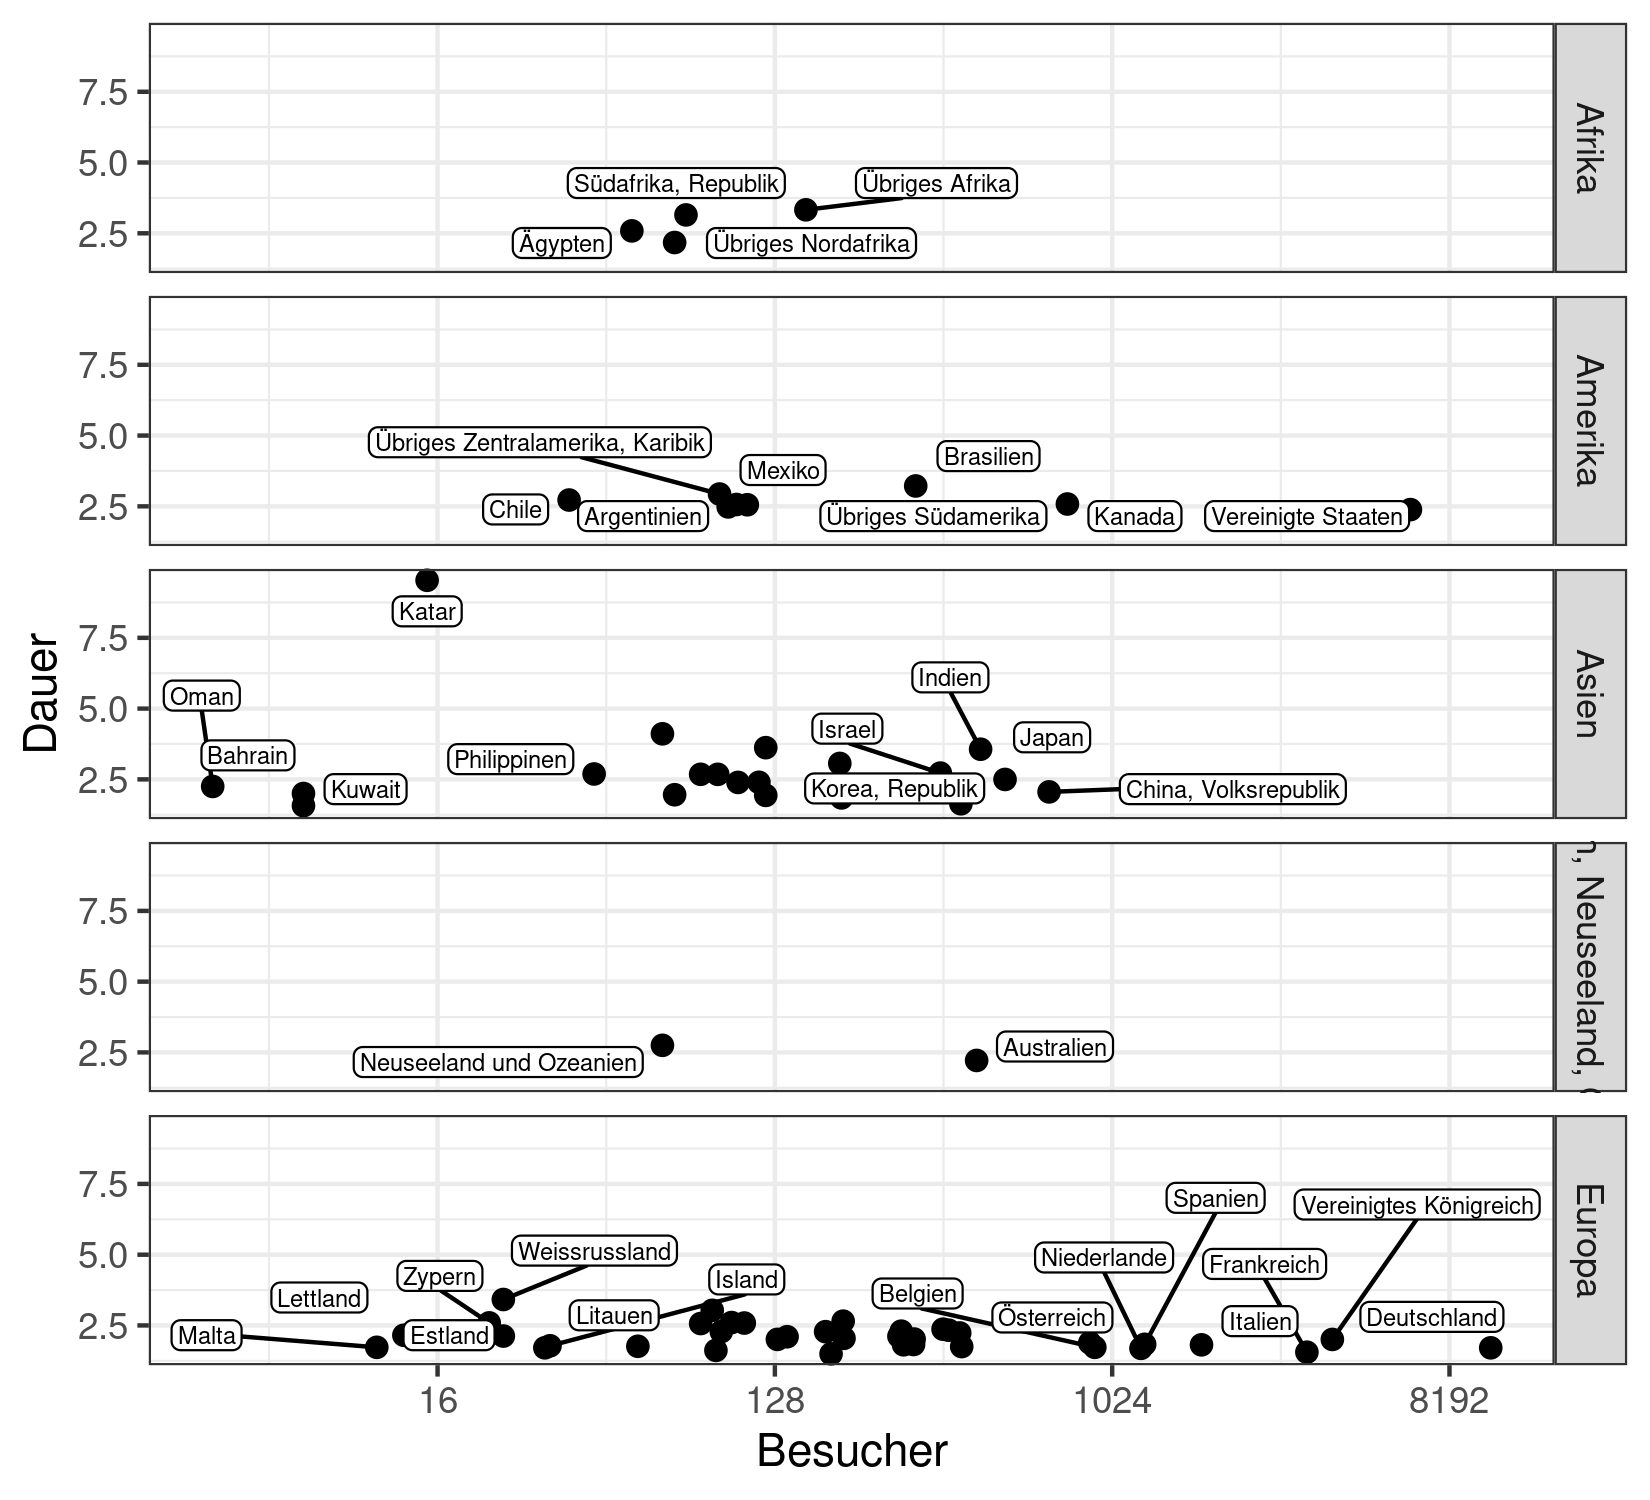 7.5
5.0
2.5
Südafrika, Republik
Übriges Afrika
Ägypten
Übriges Nordafrika
Afrika
7.5
5.0
2.5
Übriges Zentralamerika, Karibik
Mexiko
Brasilien
Chile
Argentinien
Übriges Südamerika
Kanada
Vereinigte Staaten
Amerika
Dauer
7.5
5.0
2.5
Katar
Oman
Bahrain
Kuwait
Philippinen
Israel
Indien
Japan
Korea, Republik
China, Volksrepublik
Asien
7.5
5.0
2.5
Neuseeland und Ozeanien
Australien
Neuseeland,
7.5
5.0
2.5
Spanien
Vereinigtes Königreich
Weissrussland
Niederlande
Frankreich
Zypern
Island
Lettland
Belgien
Litauen
Österreich
Italien
Deutschland
Malta
Estland
Europa
16
128
1024
8192
Besucher